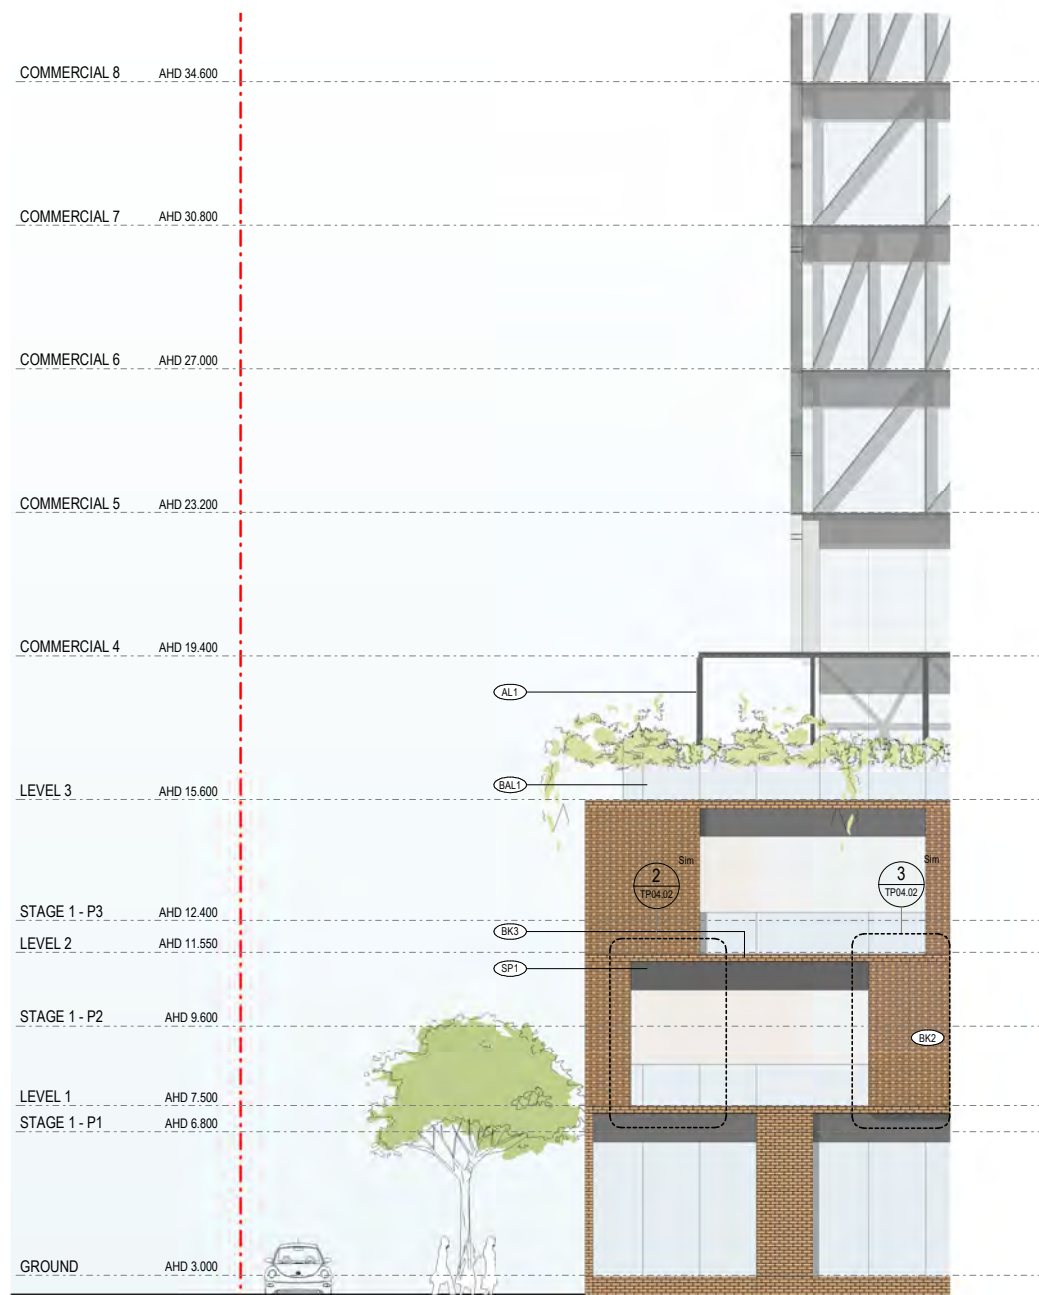 COMMERCIAL 8 AHD 34.600
COMMERCIAL 7 AHD 30.800
COMMERCIAL 6 AHD 27.000
COMMERCIAL 5 AHD 23.200
COMMERCIAL 4 AHD 19.400
AL1
BAL1
LEVEL 3 AHD 15.600
Sim
Sim
2
TP04.02
3
TP04.02
STAGE 1 - P3 AHD 12.400
BK3
LEVEL 2 AHD 11.550
SP1
STAGE 1 - P2 AHD 9.600
BK2
LEVEL 1 AHD 7.500
STAGE 1 - P1 AHD 6.800
GROUND AHD 3.000